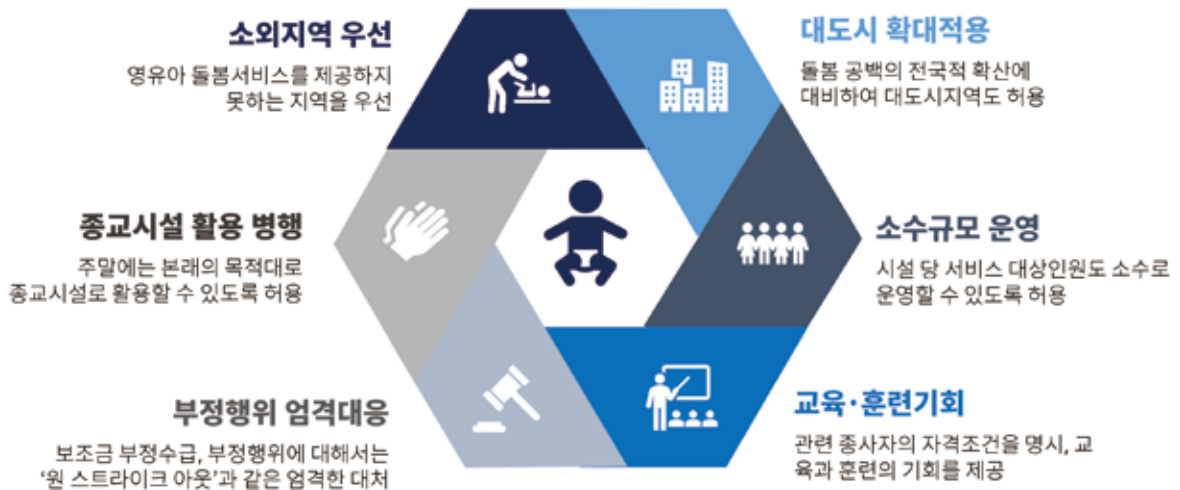 소외지역 우선
영유아 돌봄서비스를 제공하지
못하는 지역을 우선
대도시 확대적용
돌봄 공백의 전국적 확산에
대비하여 대도시지역도 허용
종교시설 활용 병행
주말에는 본래의 목적대로
종교시설로 활용할 수 있도록 허용
소수규모 운영
시설 당 서비스 대상인원도 소수로
운영할 수 있도록 허용
부정행위 엄격대응
보조금 부정수급, 부정행위에 대해서는
‘원 스트라이크 아웃’과 같은 엄격한 대처
교육·훈련기회
관련 종사자의 자격조건을 명시, 교
육과 훈련의 기회를 제공